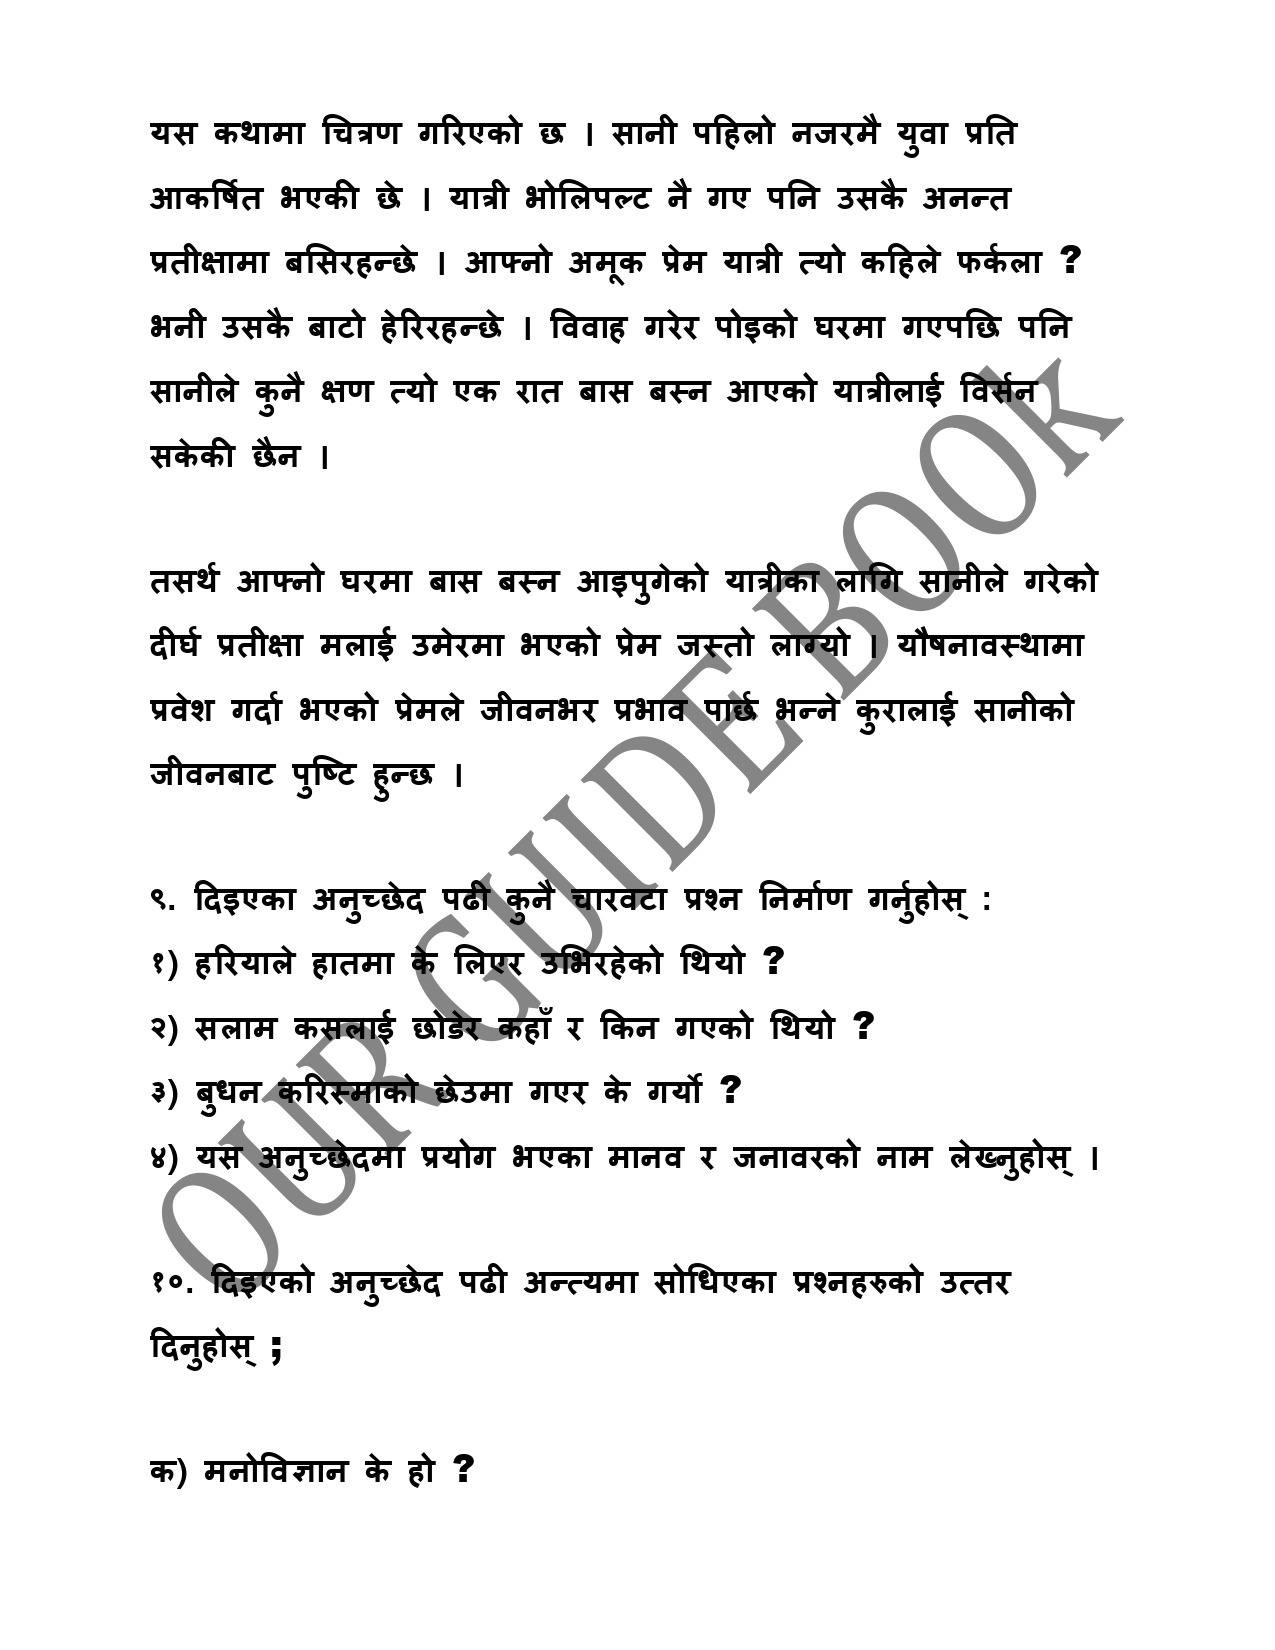 यस कथामा चित्रण गरिएको छ । सानी पहिलो नजरमै युवा प्रति
आकर्षित भएकी छे । यात्री भोलिपल्ट नै गए पनि उसकै अनन्त
प्रतीक्षामा बसिरहन्छे । आफ्नो अमूक प्रेम यात्री त्यो कहिले फर्कला ?
भनी उसकै बाटो हेरिरहन्छे । विवाह गरेर पोइको घरमा गएपछि पनि
सानीले कुनै क्षण त्यो एक रात बास बस्न आएको यात्रीलाई विर्सन
सकेकी छैन ।
तसर्थ आफ्नो घरमा बास बस्न आइपुगेको यात्रीका लागि सानीले गरेको
दीर्घ प्रतीक्षा मलाई उमेरमा भएको प्रेम जस्तो लाग्यो । यौषनावस्थामा
प्रवेश गर्दा भएको प्रेमले जीवनभर प्रभाव पार्छ भन्ने कुरालाई सानीको
जीवनबाट पुष्टि हुन्छ ।
९. दिइएका अनुच्छेद पढी कुनै चारवटा प्रश्न निर्माण गर्नुहोस् :
१) हरियाले हातमा के लिएर उभिरहेको थियो ?
२) सलाम कसलाई छोडेर कहाँ र किन गएको थियो ?
३) बुधन करिस्माको छेउमा गएर के गर्यो ?
४) यस अनुच्छेदमा प्रयोग भएका मानव र जनावरको नाम लेख्नुहोस् ।
१०. दिइएको अनुच्छेद पढी अन्त्यमा सोधिएका प्रश्नहरुको उत्तर
दिनुहोस् ;
क) मनोविज्ञान के हो ?
OUR GUIDE BOOk